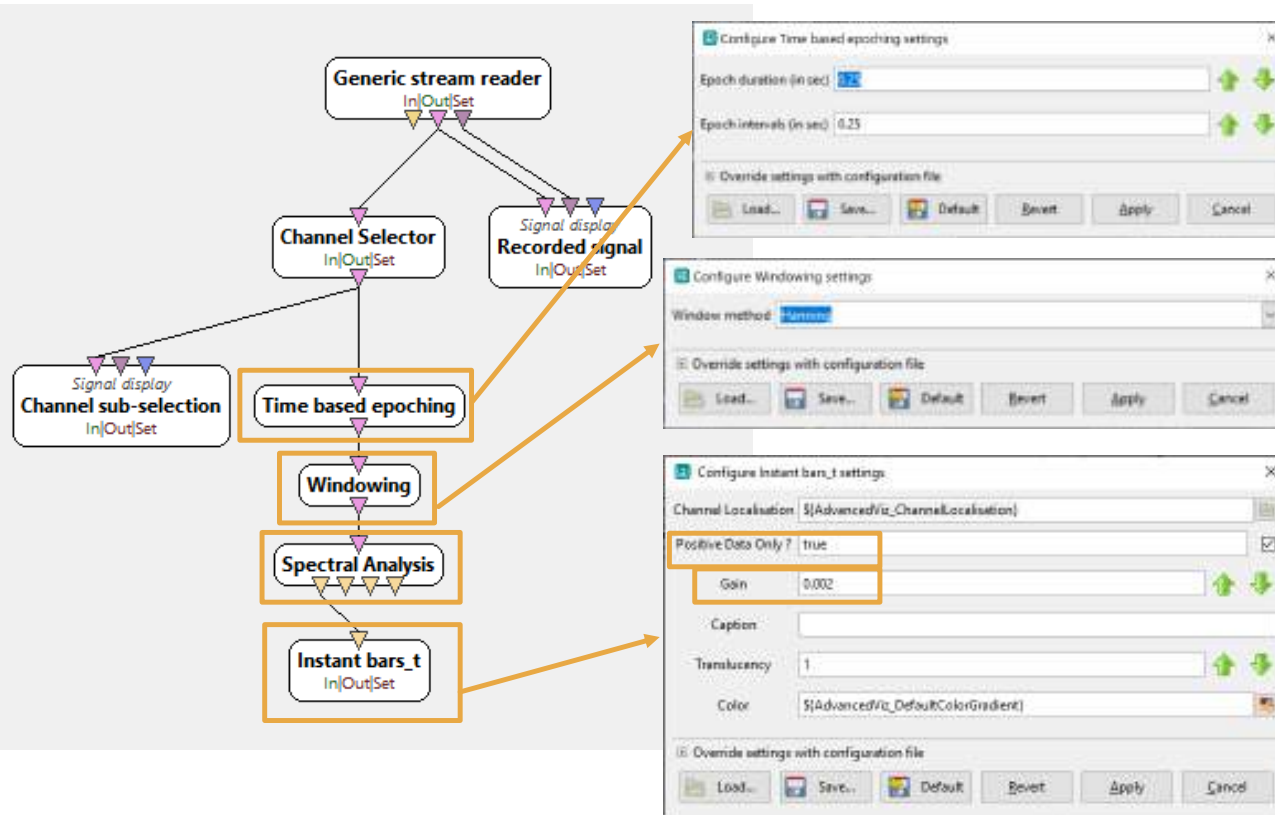 Generic stream reader
In|Out|Set
Channel Selector
In|Out|Set
Signal display
Recorded signal
In|Out|Set
Signal display
Channel sub-selection
In|Out|Set
Time based epoching
Windowing
Spectral Analysis
Instant bars_t
In|Out|Set
Configure Time based epoching settings
Epoch duration (in sec) 0.25
Epoch intervals (in sec) 0.25
Override settings with configuration file
Load... Save... Default Revert Apply Cancel
Configure Windowing settings
Window method Hanning
Override settings with configuration file
Load... Save... Default Revert Apply Cancel
Configure Instant bars_t settings
Channel Localisation ${AdvancedViz_ChannelLocalisation}
Positive Data Only ? true
Gain 0.002
Caption
Translucency 1
Color ${AdvancedViz_DefaultColorGradient}
Override settings with configuration file
Load... Save... Default Revert Apply Cancel